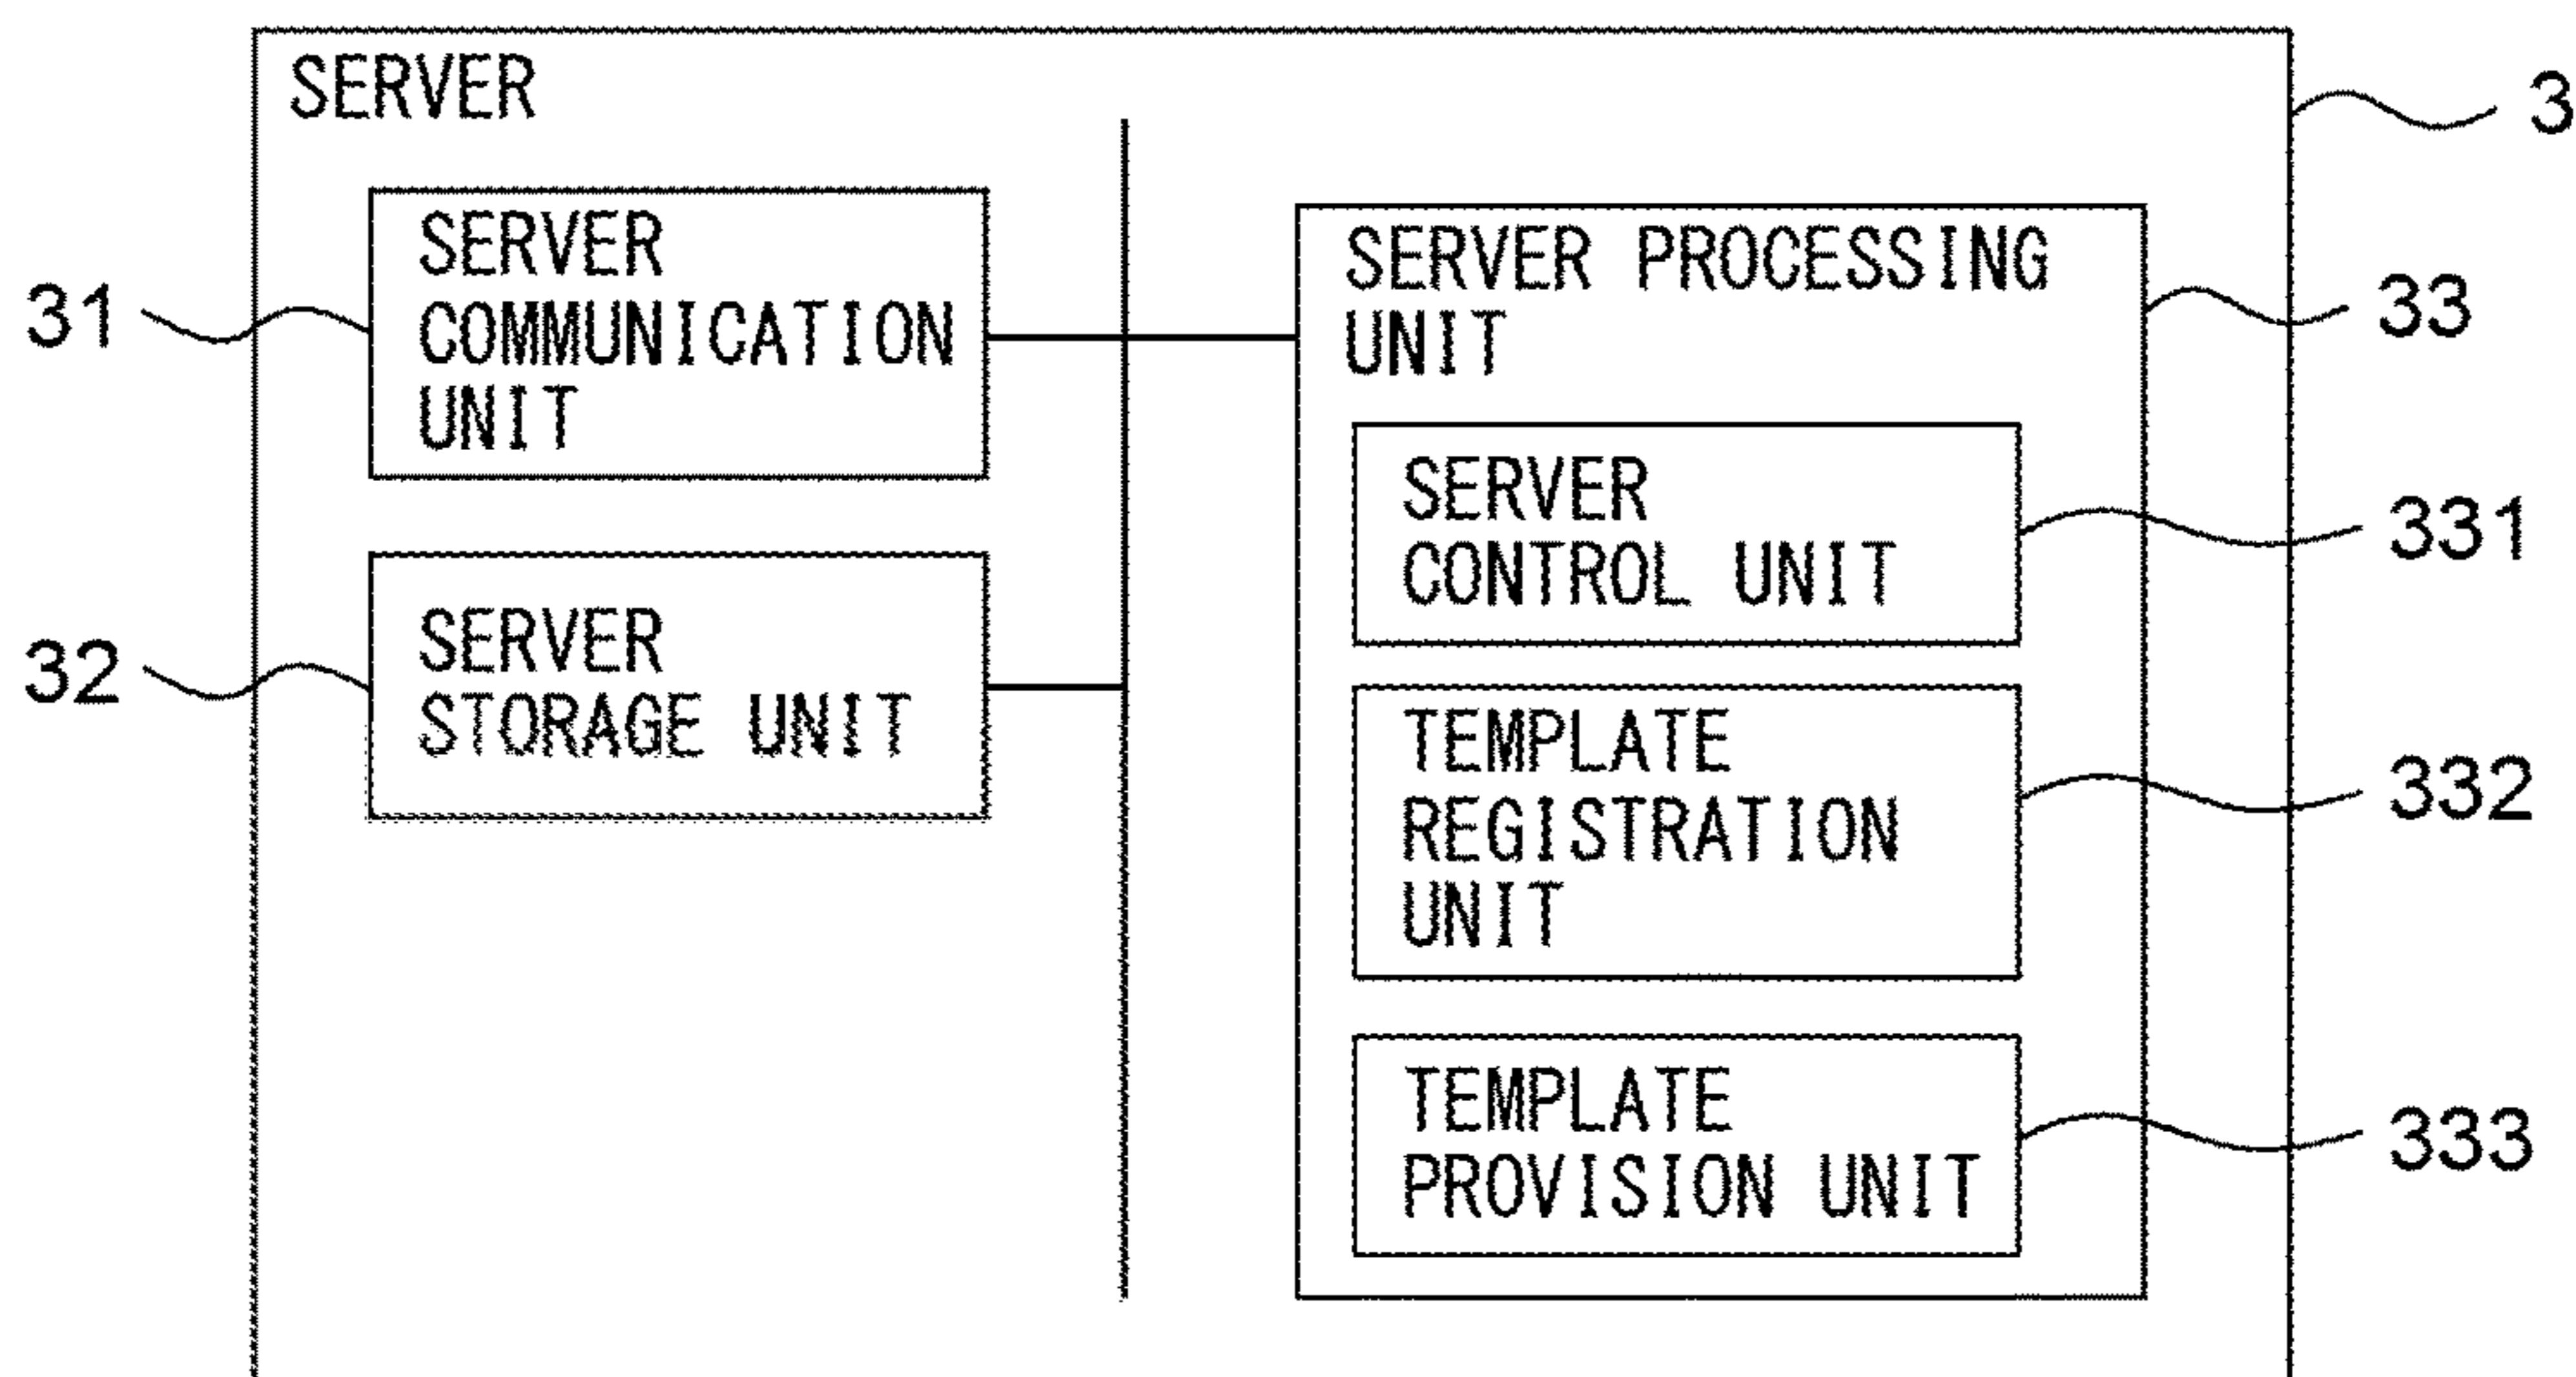 SERVER
3
SERVER
COMMUNICATION
UNIT
31
SERVER
STORAGE UNIT
32
SERVER PROCESSING
UNIT
33
SERVER
CONTROL UNIT
331
TEMPLATE
REGISTRATION
UNIT
332
TEMPLATE
PROVISION UNIT
333